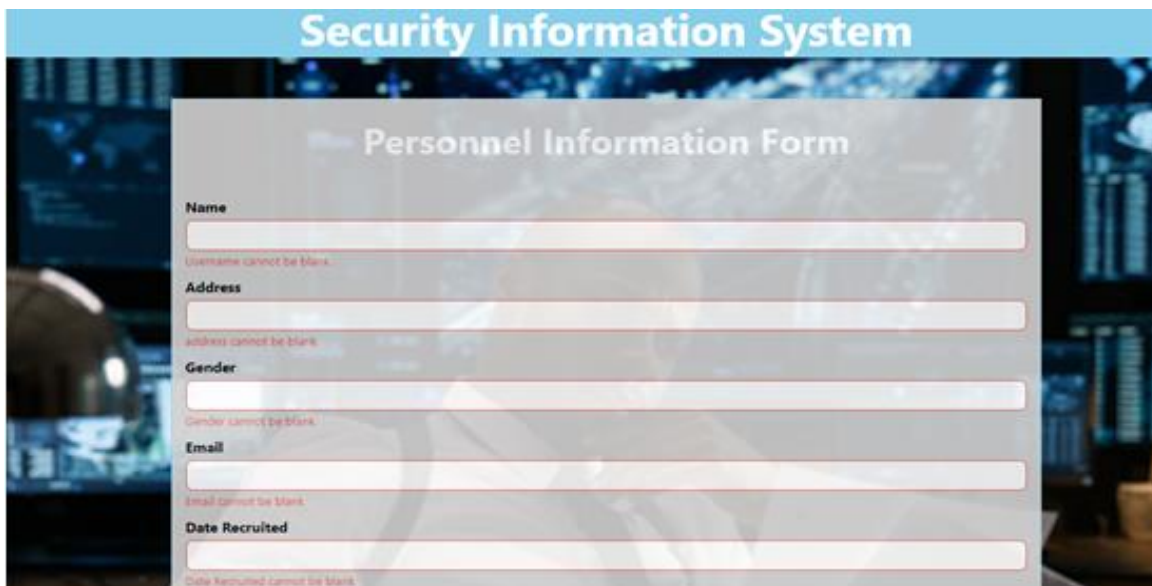 Security Information System
Personnel Information Form
Name
Username cannot be blank
Address
address cannot be blank
Gender
Gender cannot be blank
Email
Email cannot be blank
Date Recruited
Date Recruited cannot be blank